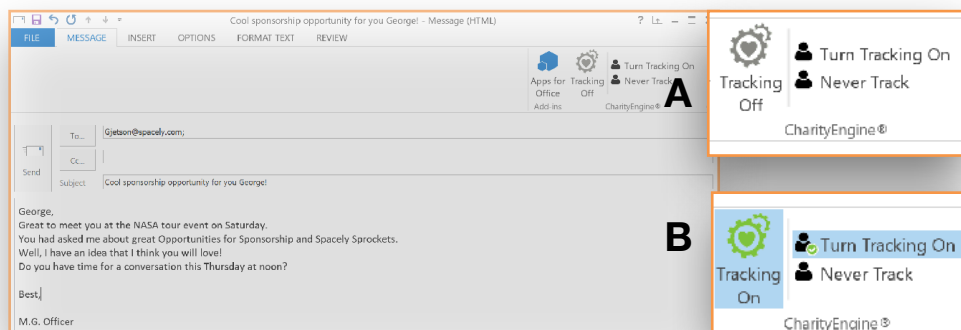 Cool sponsorship opportunity for you George! - Message (HTML)
FILE MESSAGE INSERT OPTIONS FORMAT TEXT REVIEW
Apps for Office
Add-ins
Tracking Off
Turn Tracking On
Never Track
CharityEngine®
A
Tracking Off
Turn Tracking On
Never Track
CharityEngine®
Send
To...
Gjetson@spacely.com;
Cc...
Subject
Cool sponsorship opportunity for you George!
George,
Great to meet you at the NASA tour event on Saturday.
You had asked me about great Opportunities for Sponsorship and Spacely Sprockets.
Well, I have an idea that I think you will love!
Do you have time for a conversation this Thursday at noon?
Best,
M.G. Officer
B
Tracking On
Turn Tracking On
Never Track
CharityEngine®